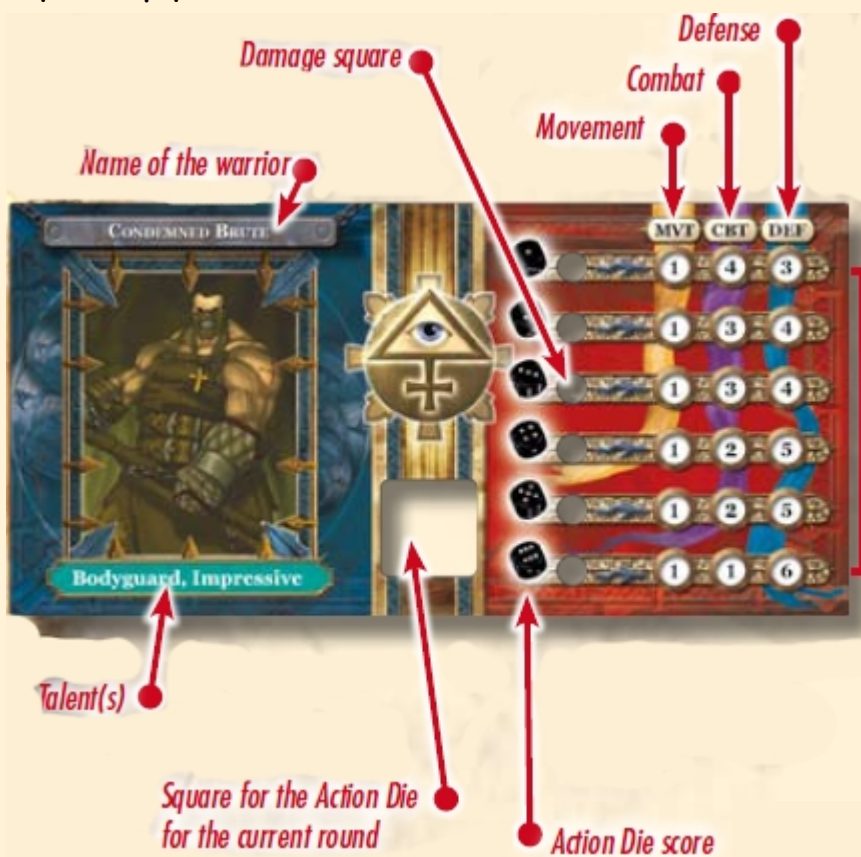 Defense
Damage square
Combat
Movement
Name of the warrior
CONDEMNED BRUTE
MVT CBT DEF
1 4 3
1 3 4
1 3 4
1 2 5
1 2 5
1 1 6
Bodyguard, Impressive
Talent(s)
Square for the Action Die
for the current round
Action Die score